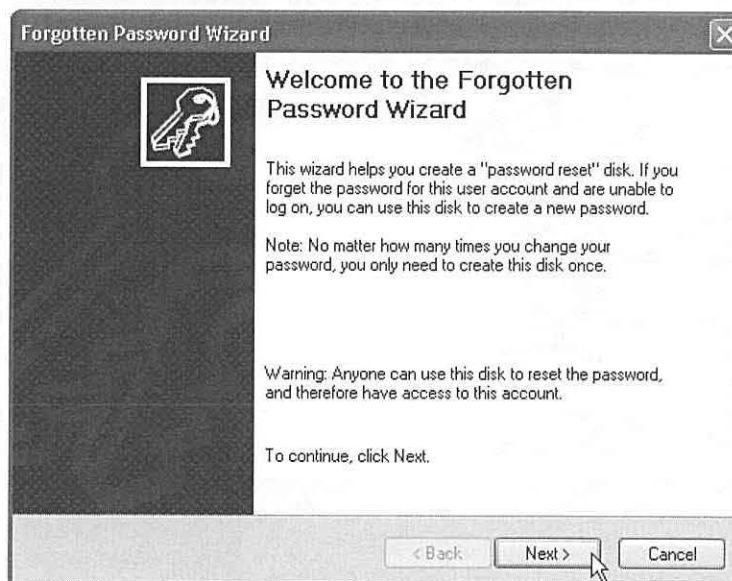 Forgotten Password Wizard
Welcome to the Forgotten
Password Wizard
This wizard helps you create a "password reset" disk. If you
forget the password for this user account and are unable to
log on, you can use this disk to create a new password.
Note: No matter how many times you change your
password, you only need to create this disk once.
Warning: Anyone can use this disk to reset the password,
and therefore have access to this account.
To continue, click Next.
< Back Next > Cancel